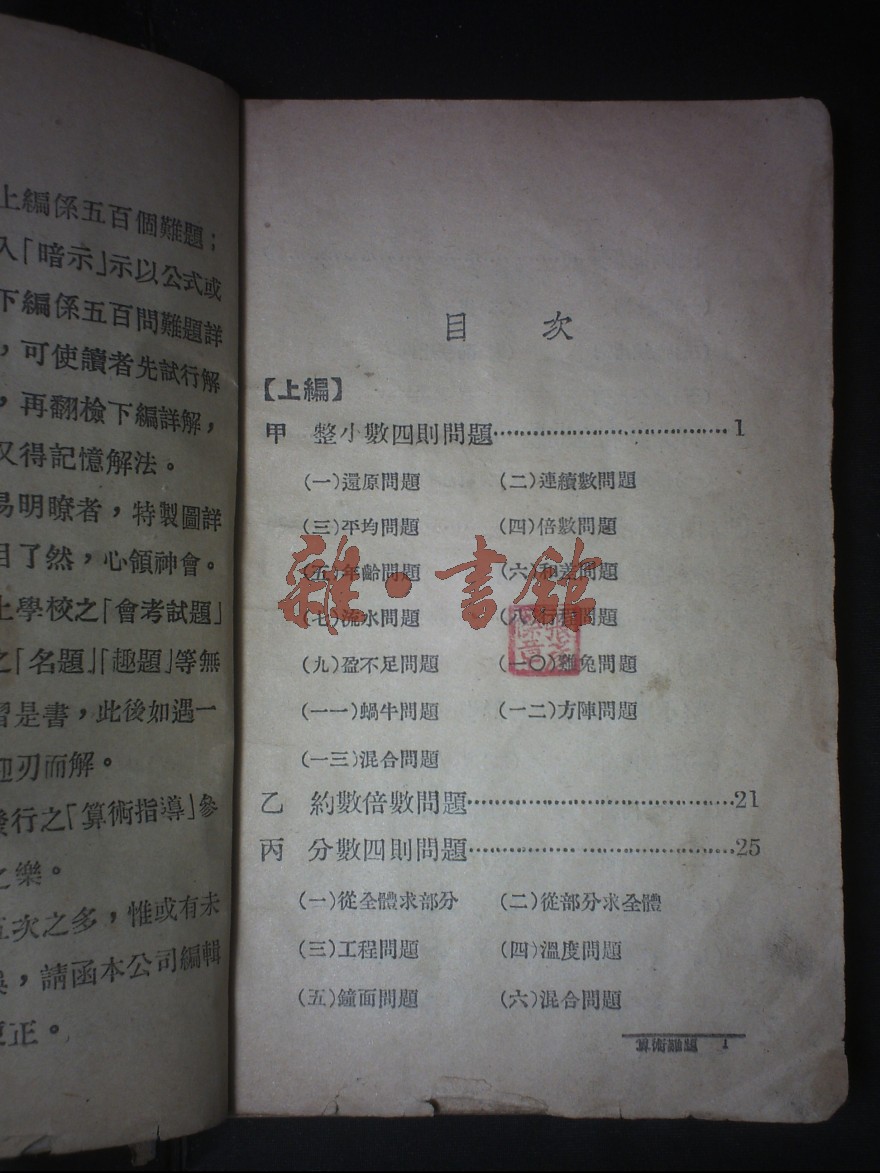 上編係五百個難題；
入「暗示」示以公式或
下編係五百問難題詳
，可使讀者先試行解
，再翻檢下編詳解，
又得記憶解法。
易明瞭者，特製圖詳
目了然，心領神會。
上學校之「會考試題」
之「名題」「趣題」等無
習是書，此後如遇一
迎刃而解。
發行之「算術指導」參
之樂。
五次之多，惟或有未
，請函本公司編輯
更正。
目 次
【上編】
甲 整小數四則問題……………………………1
(一)還原問題 (二)連續數問題
(三)平均問題 (四)倍數問題
(五)年齡問題 (六)和差問題
(七)流水問題 (八)行程問題
(九)盈不足問題 (一〇)雞兔問題
(一一)蝸牛問題 (一二)方陣問題
(一三)混合問題
乙 約數倍數問題………………………………21
丙 分數四則問題………………………………25
(一)從全體求部分 (二)從部分求全體
(三)工程問題 (四)溫度問題
(五)鐘面問題 (六)混合問題
算術難題 1
雜·書館